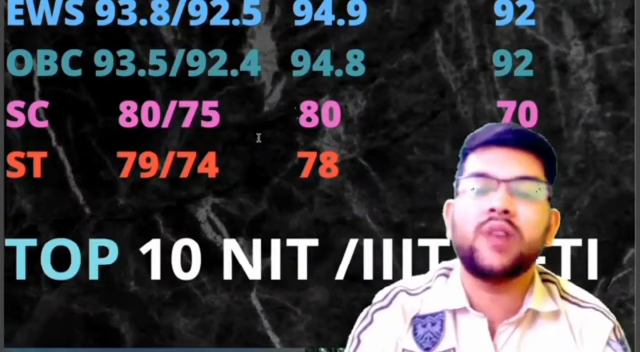 EWS 93.8/92.5 94.9 92
OBC 93.5/92.4 94.8 92
SC 80/75 80 70
ST 79/74 78
TOP 10 NIT /IIIT